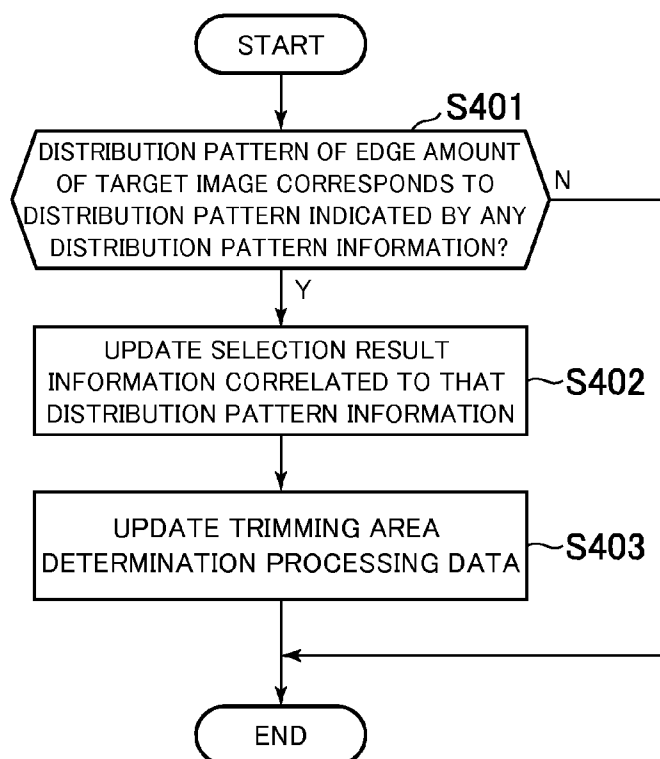 START
S401
DISTRIBUTION PATTERN OF EDGE AMOUNT
OF TARGET IMAGE CORRESPONDS TO
DISTRIBUTION PATTERN INDICATED BY ANY
DISTRIBUTION PATTERN INFORMATION?
N
Y
UPDATE SELECTION RESULT
INFORMATION CORRELATED TO THAT
DISTRIBUTION PATTERN INFORMATION
S402
UPDATE TRIMMING AREA
DETERMINATION PROCESSING DATA
S403
END